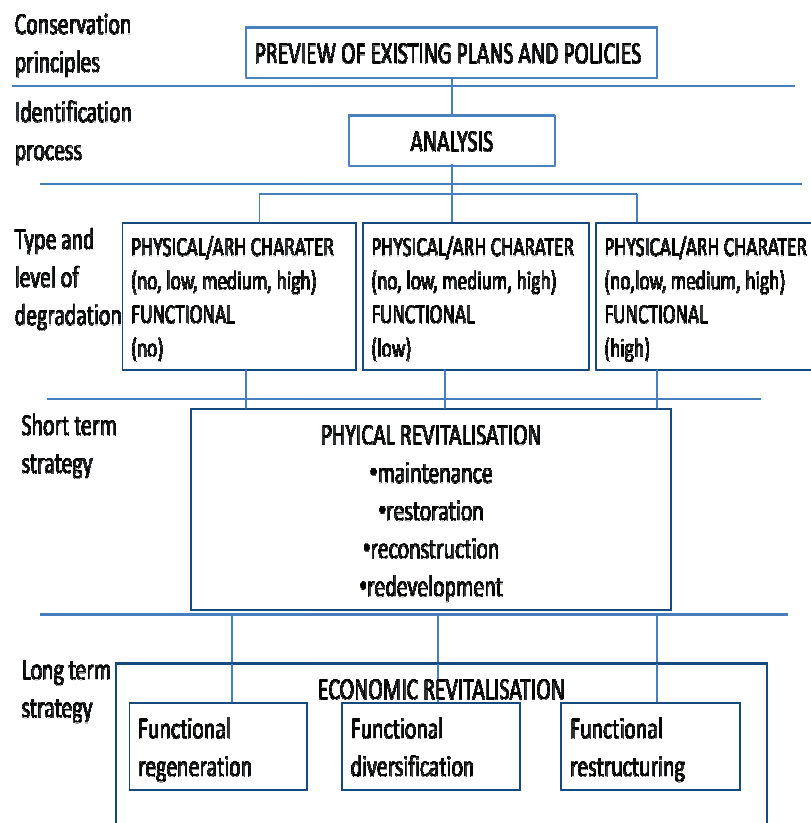 Conservation
principles
PREVIEW OF EXISTING PLANS AND POLICIES
Identification
process
ANALYSIS
Type and
level of
degradation
PHYSICAL/ARH CHARATER
(no, low, medium, high)
FUNCTIONAL
(no)
PHYSICAL/ARH CHARATER
(no, low, medium, high)
FUNCTIONAL
(low)
PHYSICAL/ARH CHARATER
(no,low, medium, high)
FUNCTIONAL
(high)
Short term
strategy
PHYICAL REVITALISATION
•maintenance
•restoration
•reconstruction
•redevelopment
Long term
strategy
ECONOMIC REVITALISATION
Functional
regeneration
Functional
diversification
Functional
restructuring